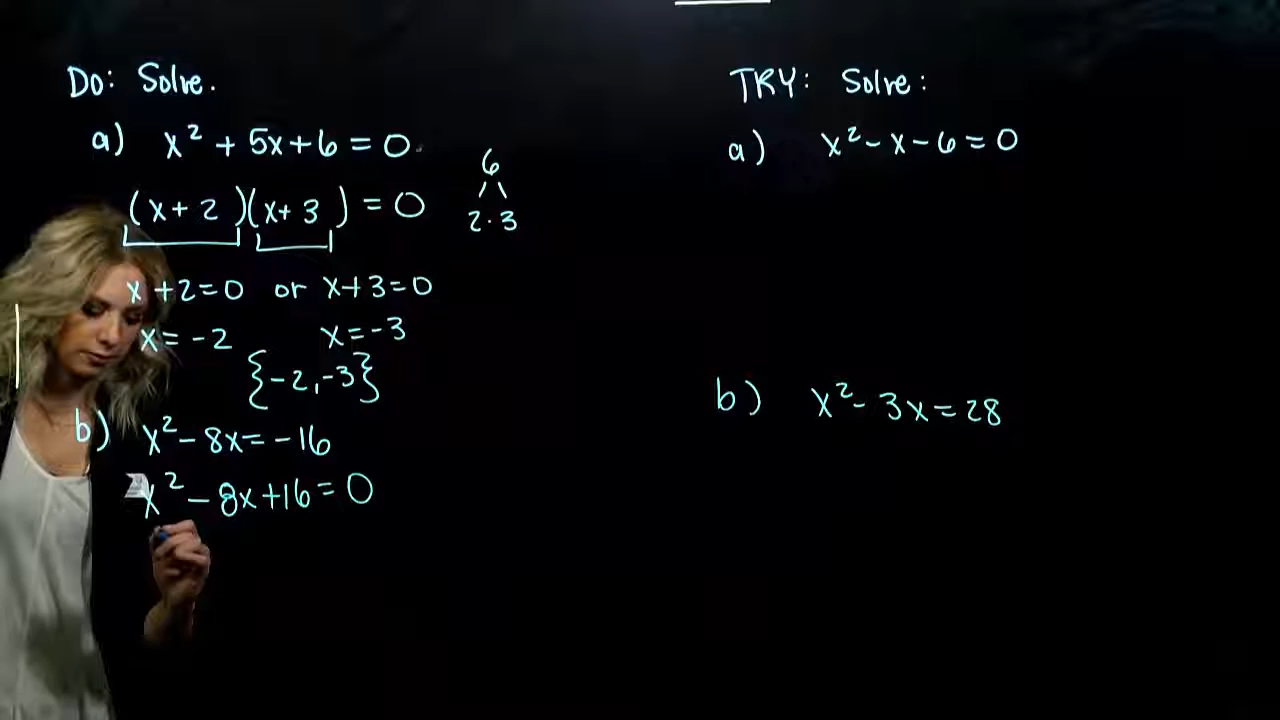 Do: Solve.
a) x² + 5x + 6 = 0
6
(x + 2)(x + 3) = 0
2 · 3
x + 2 = 0 or x + 3 = 0
x = -2 x = -3
{-2, -3}
b) x² - 8x = -16
x² - 8x + 16 = 0
TRY: Solve:
a) x² - x - 6 = 0
b) x² - 3x = 28